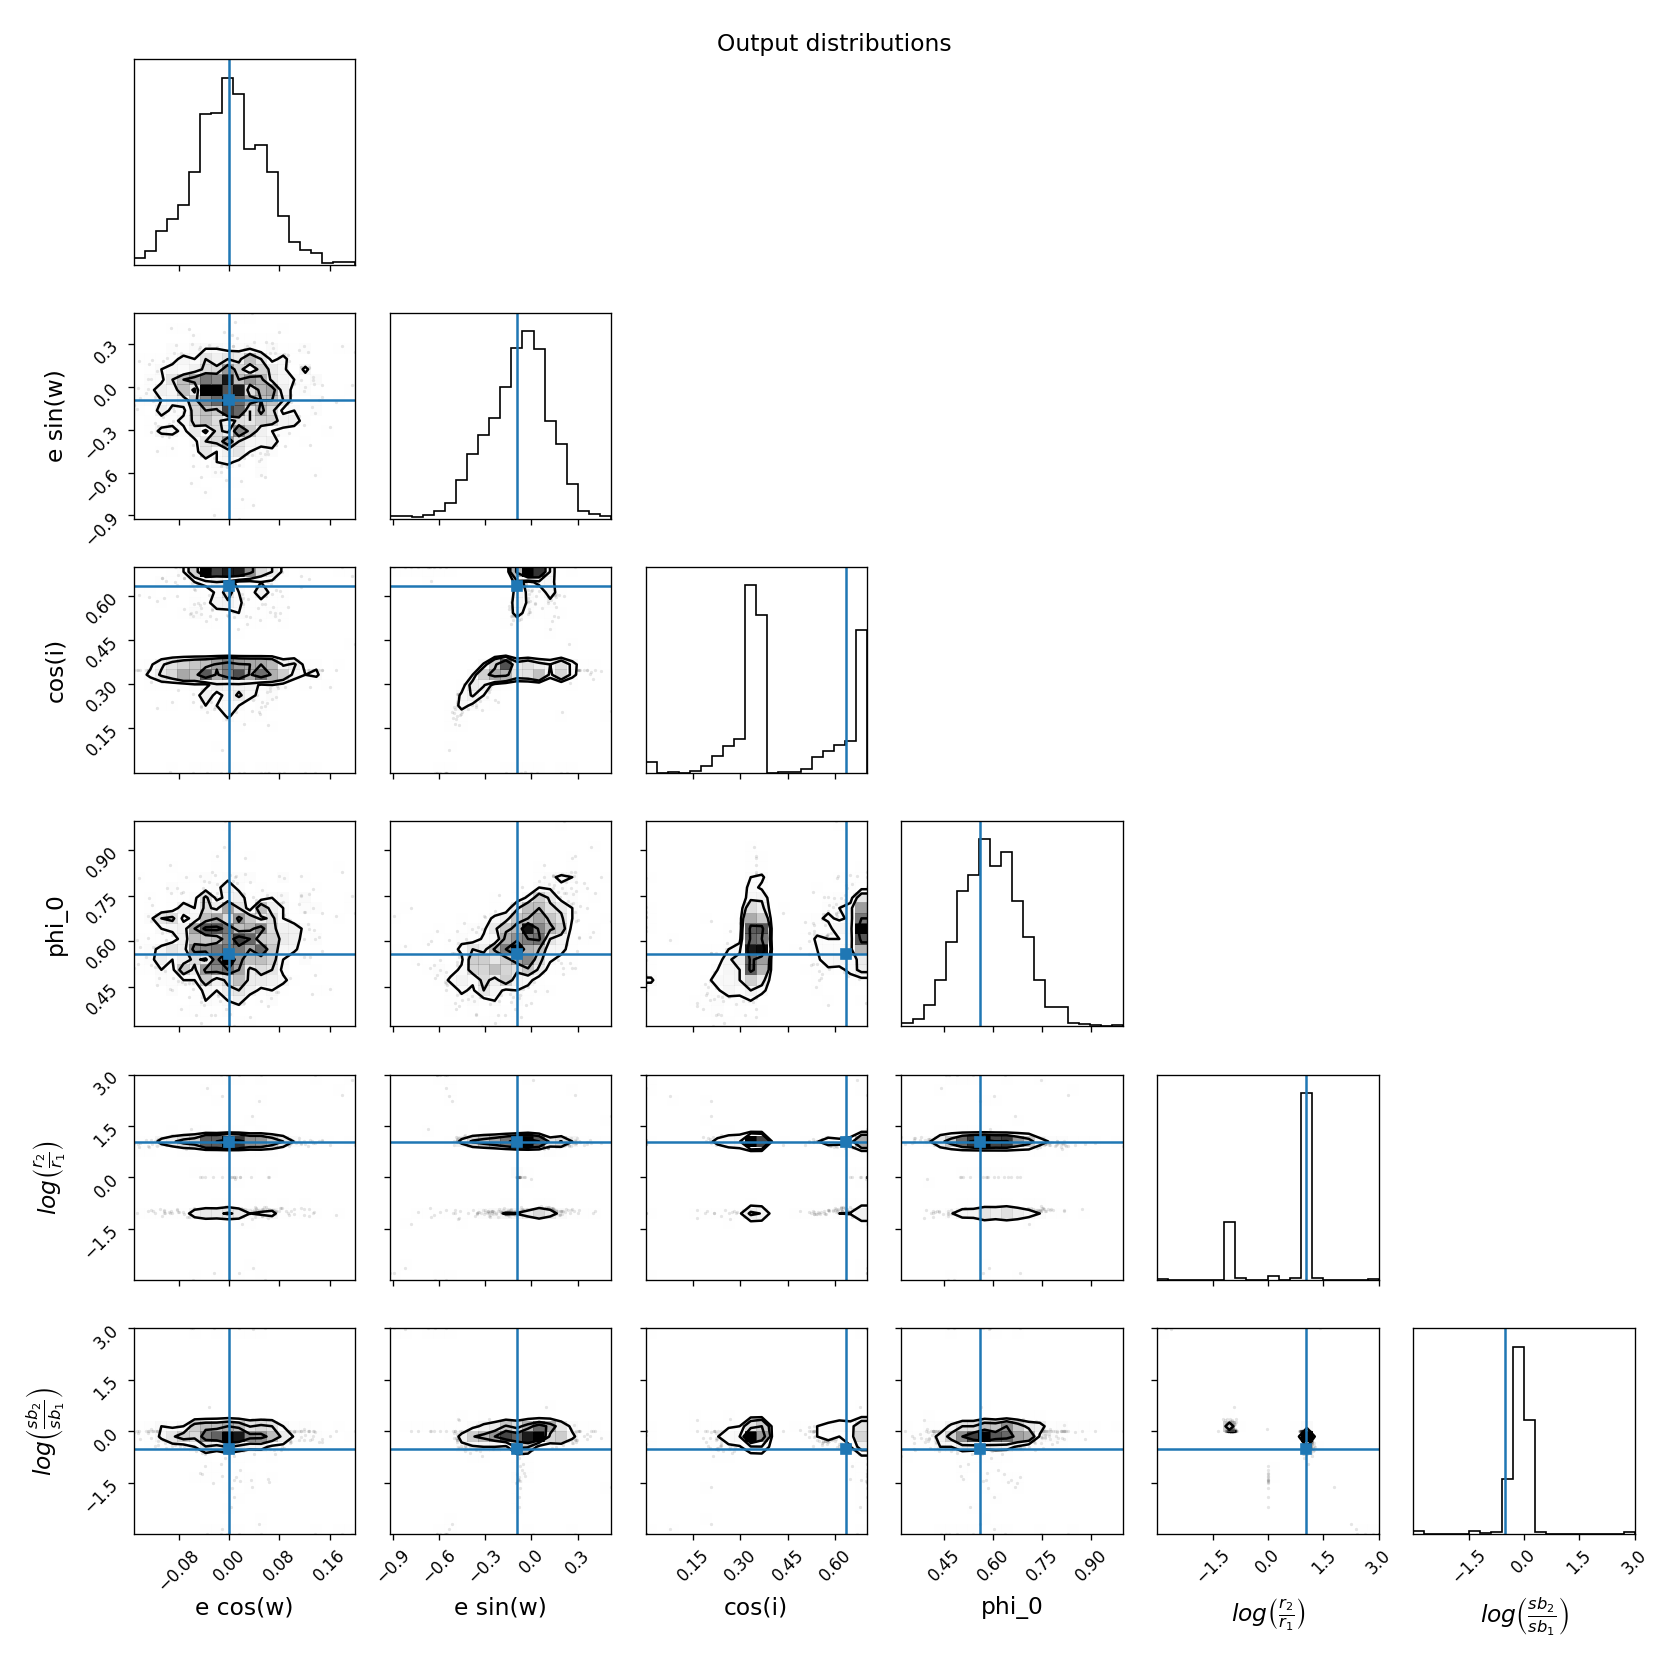 Output distributions
e sin(w)
0.3
0.0
−0.3
−0.6
−0.9
cos(i)
0.60
0.45
0.30
0.15
phi_0
0.90
0.75
0.60
0.45
log(r₂/r₁)
3.0
1.5
0.0
−1.5
log(sb₂/sb₁)
3.0
1.5
0.0
−1.5
−0.08 0.00 0.08 0.16
−0.9 −0.6 −0.3 0.0 0.3
0.15 0.30 0.45 0.60
0.45 0.60 0.75 0.90
−1.5 0.0 1.5 3.0
−1.5 0.0 1.5 3.0
e cos(w)
e sin(w)
cos(i)
phi_0
log(r₂/r₁)
log(sb₂/sb₁)